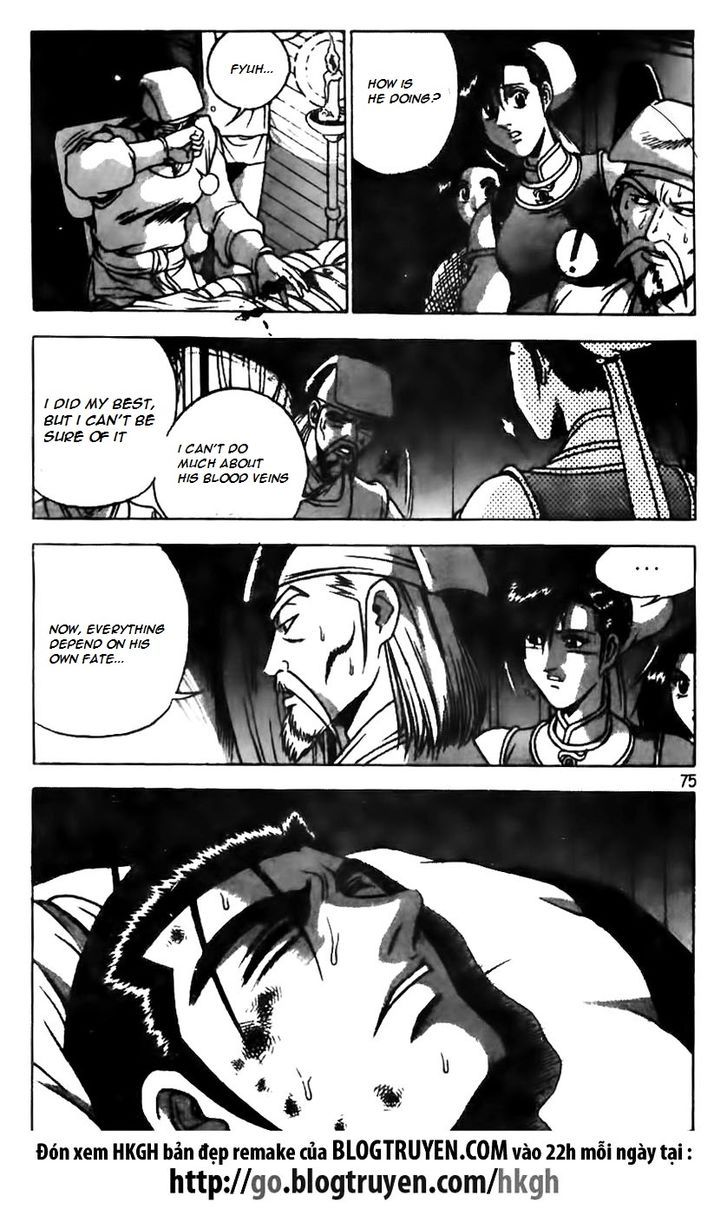 FYUH...
HOW IS
HE DOING?
!
I DID MY BEST,
BUT I CAN'T BE
SURE OF IT
I CAN'T DO
MUCH ABOUT
HIS BLOOD VEINS
...
NOW, EVERYTHING
DEPEND ON HIS
OWN FATE...
75
Đón xem HKGH bản đẹp remake của BLOGTRUYEN.COM vào 22h mỗi ngày tại :
http://go.blogtruyen.com/hkgh